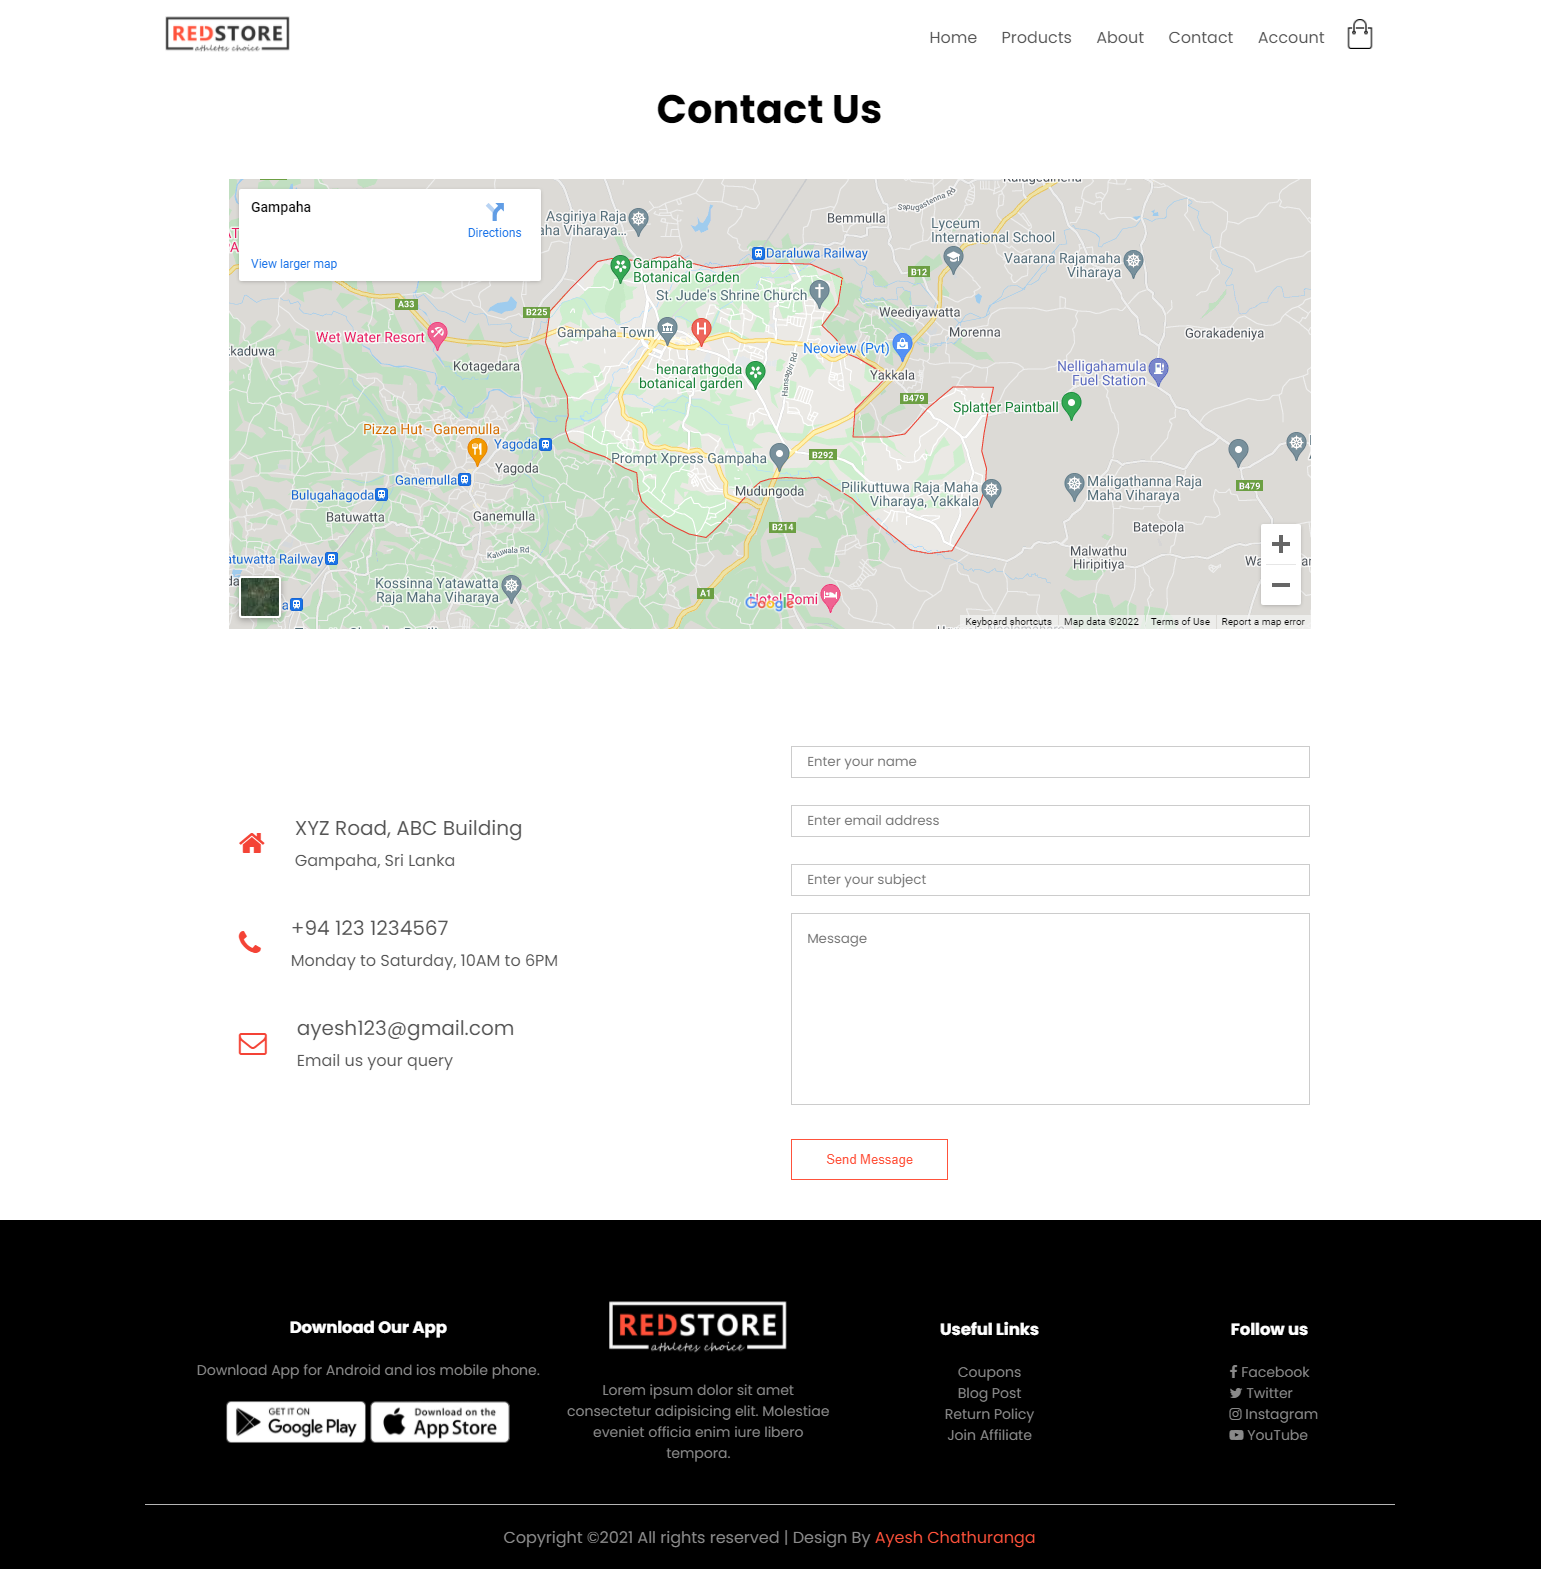 REDSTORE
athletes choice
Home Products About Contact Account
Contact Us
Gampaha
Directions
View larger map
Asgiriya Raja
aha Viharaya...
Bemmulla
Sapugastenna Rd
Lyceum
International School
Daraluwa Railway
Vaarana Rajamaha
Viharaya
Gampaha
Botanical Garden
B12
St. Jude's Shrine Church
A33
B225
Weediyawatta
Gampaha Town
Morenna
Gorakadeniya
Wet Water Resort
Neoview (Pvt)
kaduwa
Kotagedara
henarathgoda
botanical garden
Hansagiri Rd
Yakkala
Nelligahamula
Fuel Station
B479
Splatter Paintball
Pizza Hut - Ganemulla
Yagoda
Yagoda
Prompt Xpress Gampaha
B292
Ganemulla
Mudungoda
Pilikuttuwa Raja Maha
Viharaya, Yakkala
Maligathanna Raja
Maha Viharaya
B479
Bulugahagoda
Batuwatta
Ganemulla
B214
Batepola
Kaluwala Rd
Malwathu
Hiripitiya
atuwatta Railway
Kossinna Yatawatta
Raja Maha Viharaya
A1
Hotel Romi
Google
Keyboard shortcuts Map data ©2022 Terms of Use Report a map error
Enter your name
Enter email address
Enter your subject
Message
Send Message
XYZ Road, ABC Building
Gampaha, Sri Lanka
+94 123 1234567
Monday to Saturday, 10AM to 6PM
ayesh123@gmail.com
Email us your query
Download Our App
Download App for Android and ios mobile phone.
GET IT ON
Google Play
Download on the
App Store
REDSTORE
athletes choice
Lorem ipsum dolor sit amet
consectetur adipisicing elit. Molestiae
eveniet officia enim iure libero
tempora.
Useful Links
Coupons
Blog Post
Return Policy
Join Affiliate
Follow us
Facebook
Twitter
Instagram
YouTube
Copyright ©2021 All rights reserved | Design By Ayesh Chathuranga